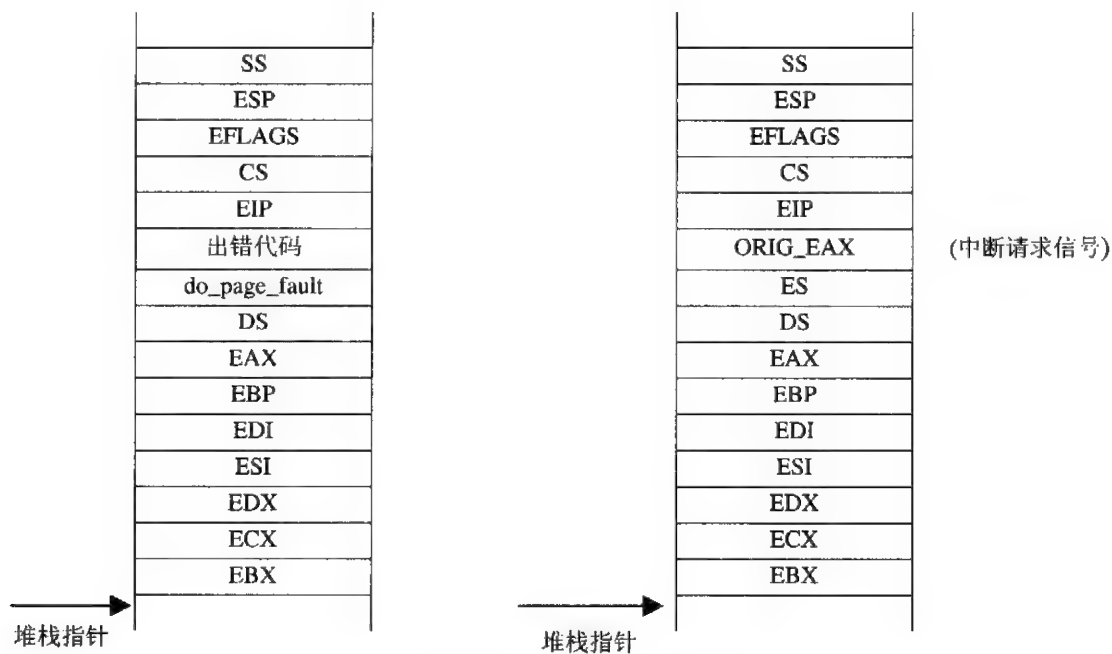 SS
ESP
EFLAGS
CS
EIP
出错代码
do_page_fault
DS
EAX
EBP
EDI
ESI
EDX
ECX
EBX
堆栈指针
SS
ESP
EFLAGS
CS
EIP
ORIG_EAX
(中断请求信号)
ES
DS
EAX
EBP
EDI
ESI
EDX
ECX
EBX
堆栈指针